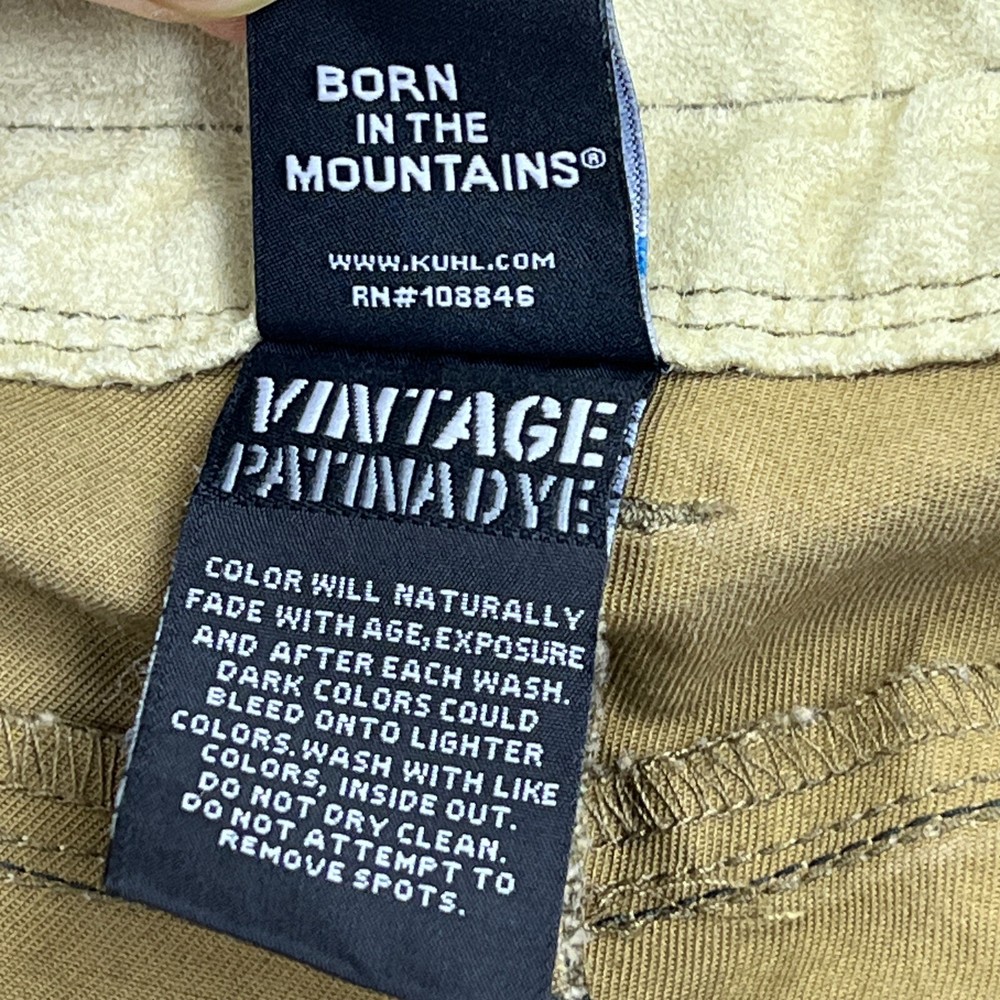 BORN
IN THE
MOUNTAINS®
WWW.KUHL.COM
RN#108846
VINTAGE
PATINA DYE
COLOR WILL NATURALLY
FADE WITH AGE, EXPOSURE
AND AFTER EACH WASH.
DARK COLORS COULD
BLEED ONTO LIGHTER
COLORS. WASH WITH LIKE
COLORS, INSIDE OUT.
DO NOT DRY CLEAN.
DO NOT ATTEMPT TO
REMOVE SPOTS.